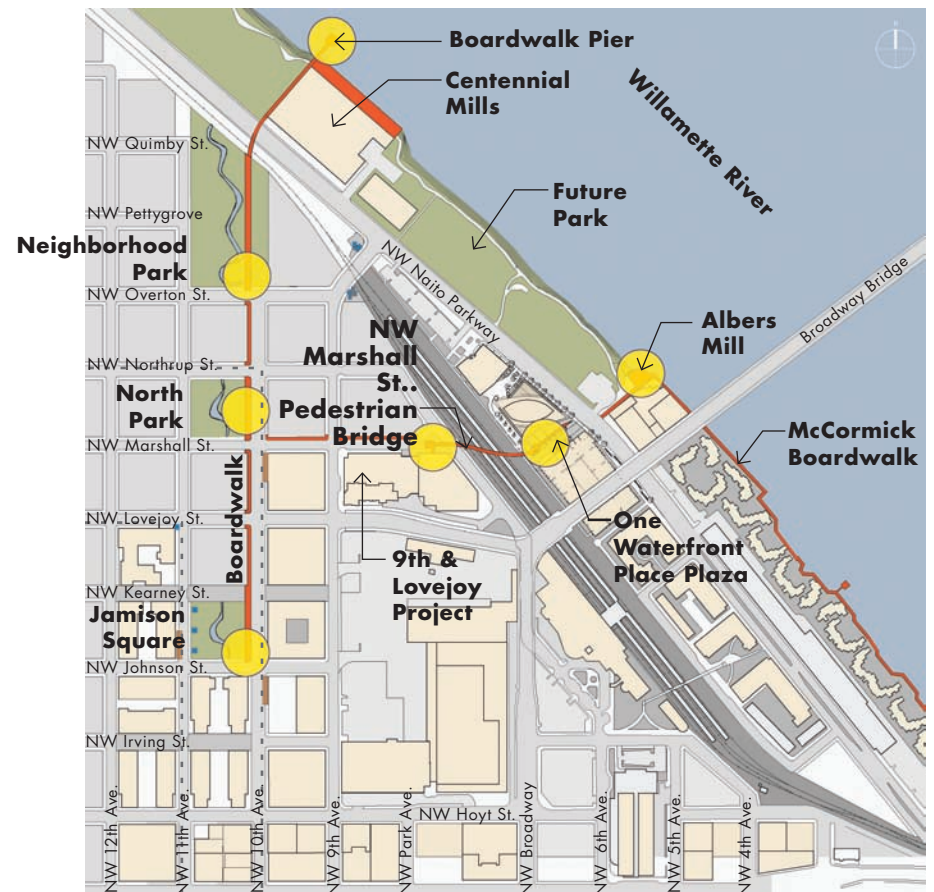 Boardwalk Pier
Centennial
Mills
Willamette River
NW Quimby St.
Future
Park
NW Pettygrove
Neighborhood
Park
NW Naito Parkway
Broadway Bridge
NW Overton St.
Albers
Mill
NW
Marshall
St..
Pedestrian
Bridge
NW Northrup St.
North
Park
NW Marshall St.
McCormick
Boardwalk
Boardwalk
NW Lovejoy St.
One
Waterfront
Place Plaza
9th &
Lovejoy
Project
NW Kearney St.
Jamison
Square
NW Johnson St.
NW Irving St.
NW Hoyt St.
NW 12th Ave.
NW 11th Ave.
NW 10th Ave.
NW 9th Ave.
NW Park Ave.
NW Broadway
NW 6th Ave.
NW 5th Ave.
NW 4th Ave.